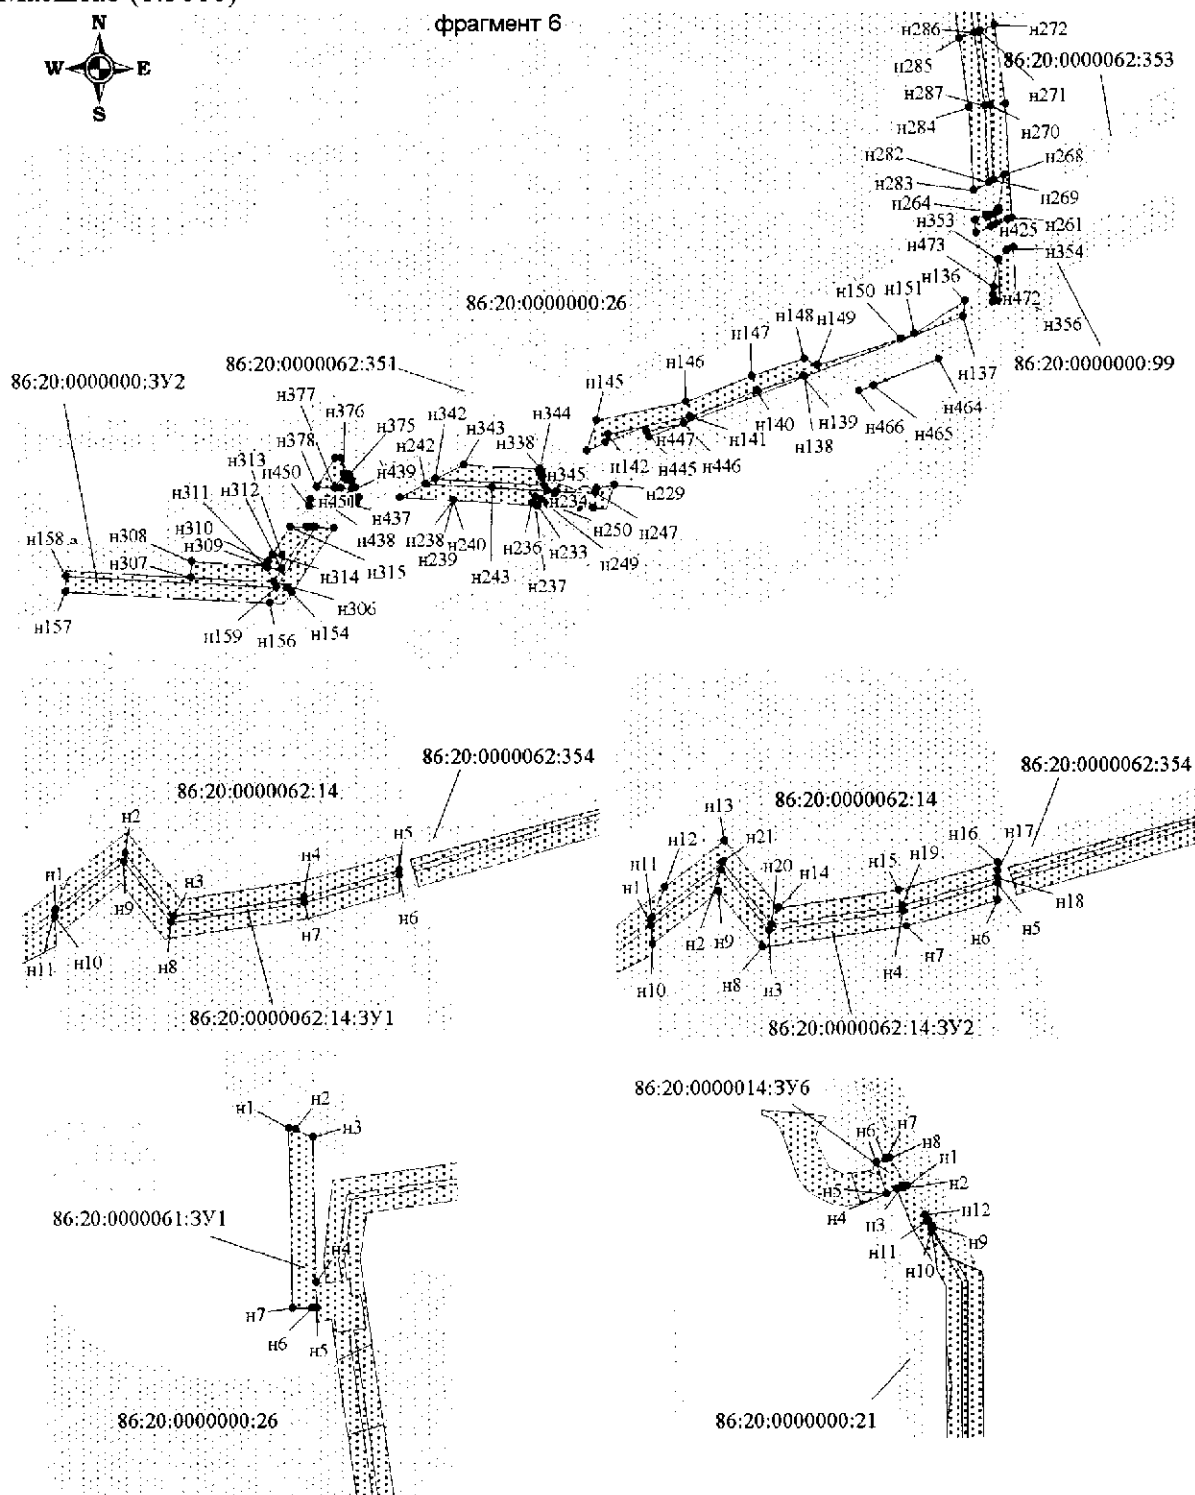 фрагмент 6
N
W E
S
н286
н272
86:20:0000062:353
н285
н271
н287
н270
н284
н282
н268
н283
н269
н264
н353
н425
н261
н473
н354
н136
н151
н150
н472
н356
86:20:0000000:26
н148
н149
н147
86:20:0000000:99
н137
86:20:0000062:351
н146
86:20:0000000:ЗУ2
н145
н464
н377
н140
н139
н465
н466
н376
н342
н344
н141
н138
н375
н343
н338
н447
н446
н378
н242
н142
н445
н313
н450
н439
н345
н229
н311
н312
н451
н437
н234
н247
н310
н438
н238
н240
н236
н233
н250
н158
н308
н309
н239
н249
н307
н314
н315
н243
н237
н306
н157
н159
н156
н154
86:20:0000062:354
86:20:0000062:14
н2
н5
н4
н1
н3
н9
н6
н7
н11
н10
н8
86:20:0000062:14:ЗУ1
86:20:0000062:354
86:20:0000062:14
н13
н16
н17
н12
н21
н19
н11
н20
н14
н15
н1
н18
н2
н9
н6
н5
н10
н8
н3
н4
н7
86:20:0000062:14:ЗУ2
н1
н2
н3
86:20:0000061:ЗУ1
н4
н7
н6
н5
86:20:0000000:26
86:20:0000014:ЗУ6
н7
н6
н8
н1
н5
н2
н4
н3
н12
н11
н9
н10
86:20:0000000:21